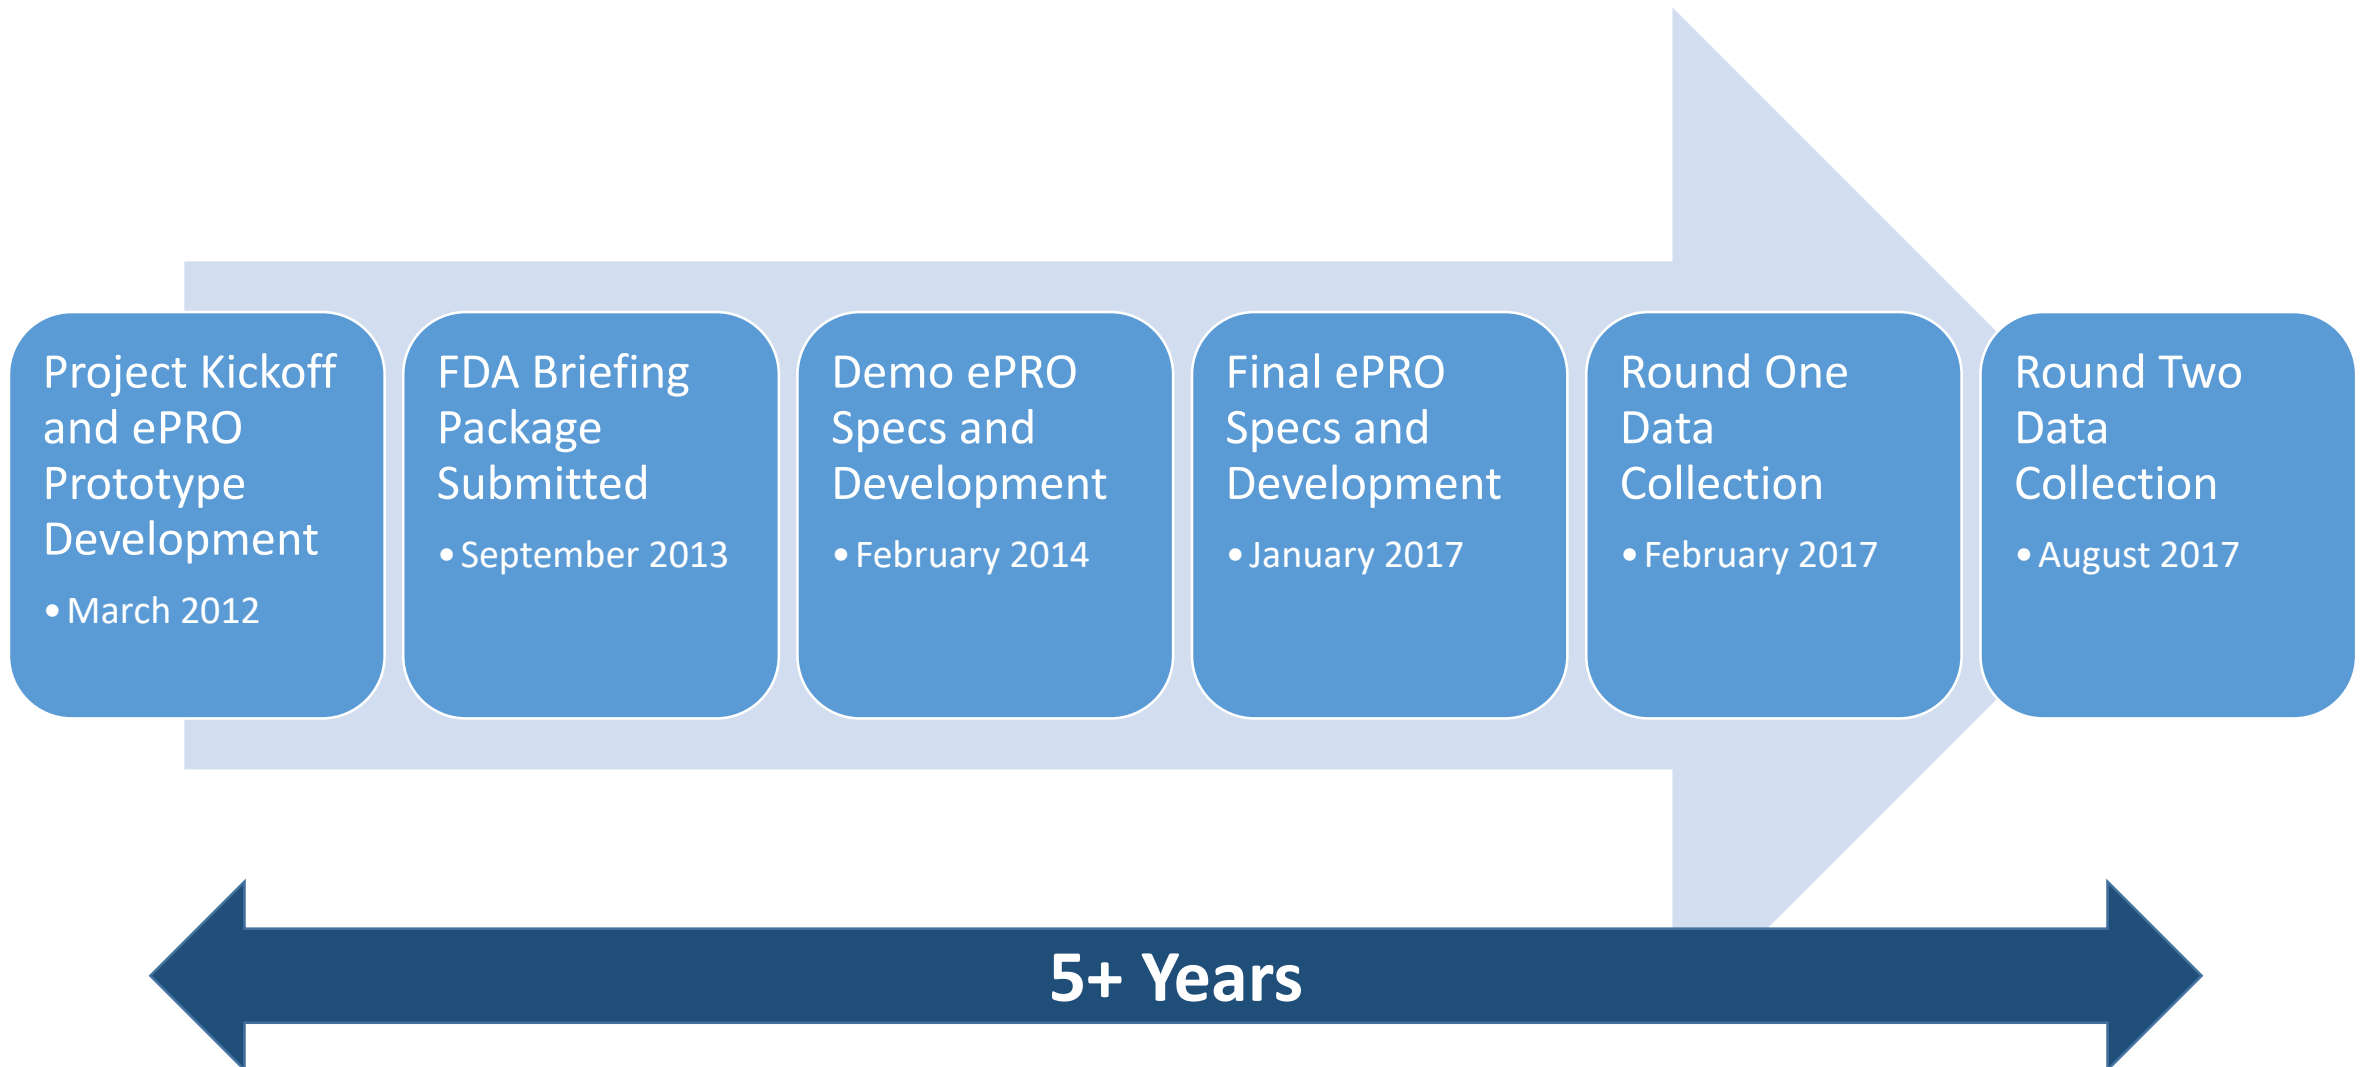 Project Kickoff
and ePRO
Prototype
Development
• March 2012
FDA Briefing
Package
Submitted
• September 2013
Demo ePRO
Specs and
Development
• February 2014
Final ePRO
Specs and
Development
• January 2017
Round One
Data
Collection
• February 2017
Round Two
Data
Collection
• August 2017
5+ Years